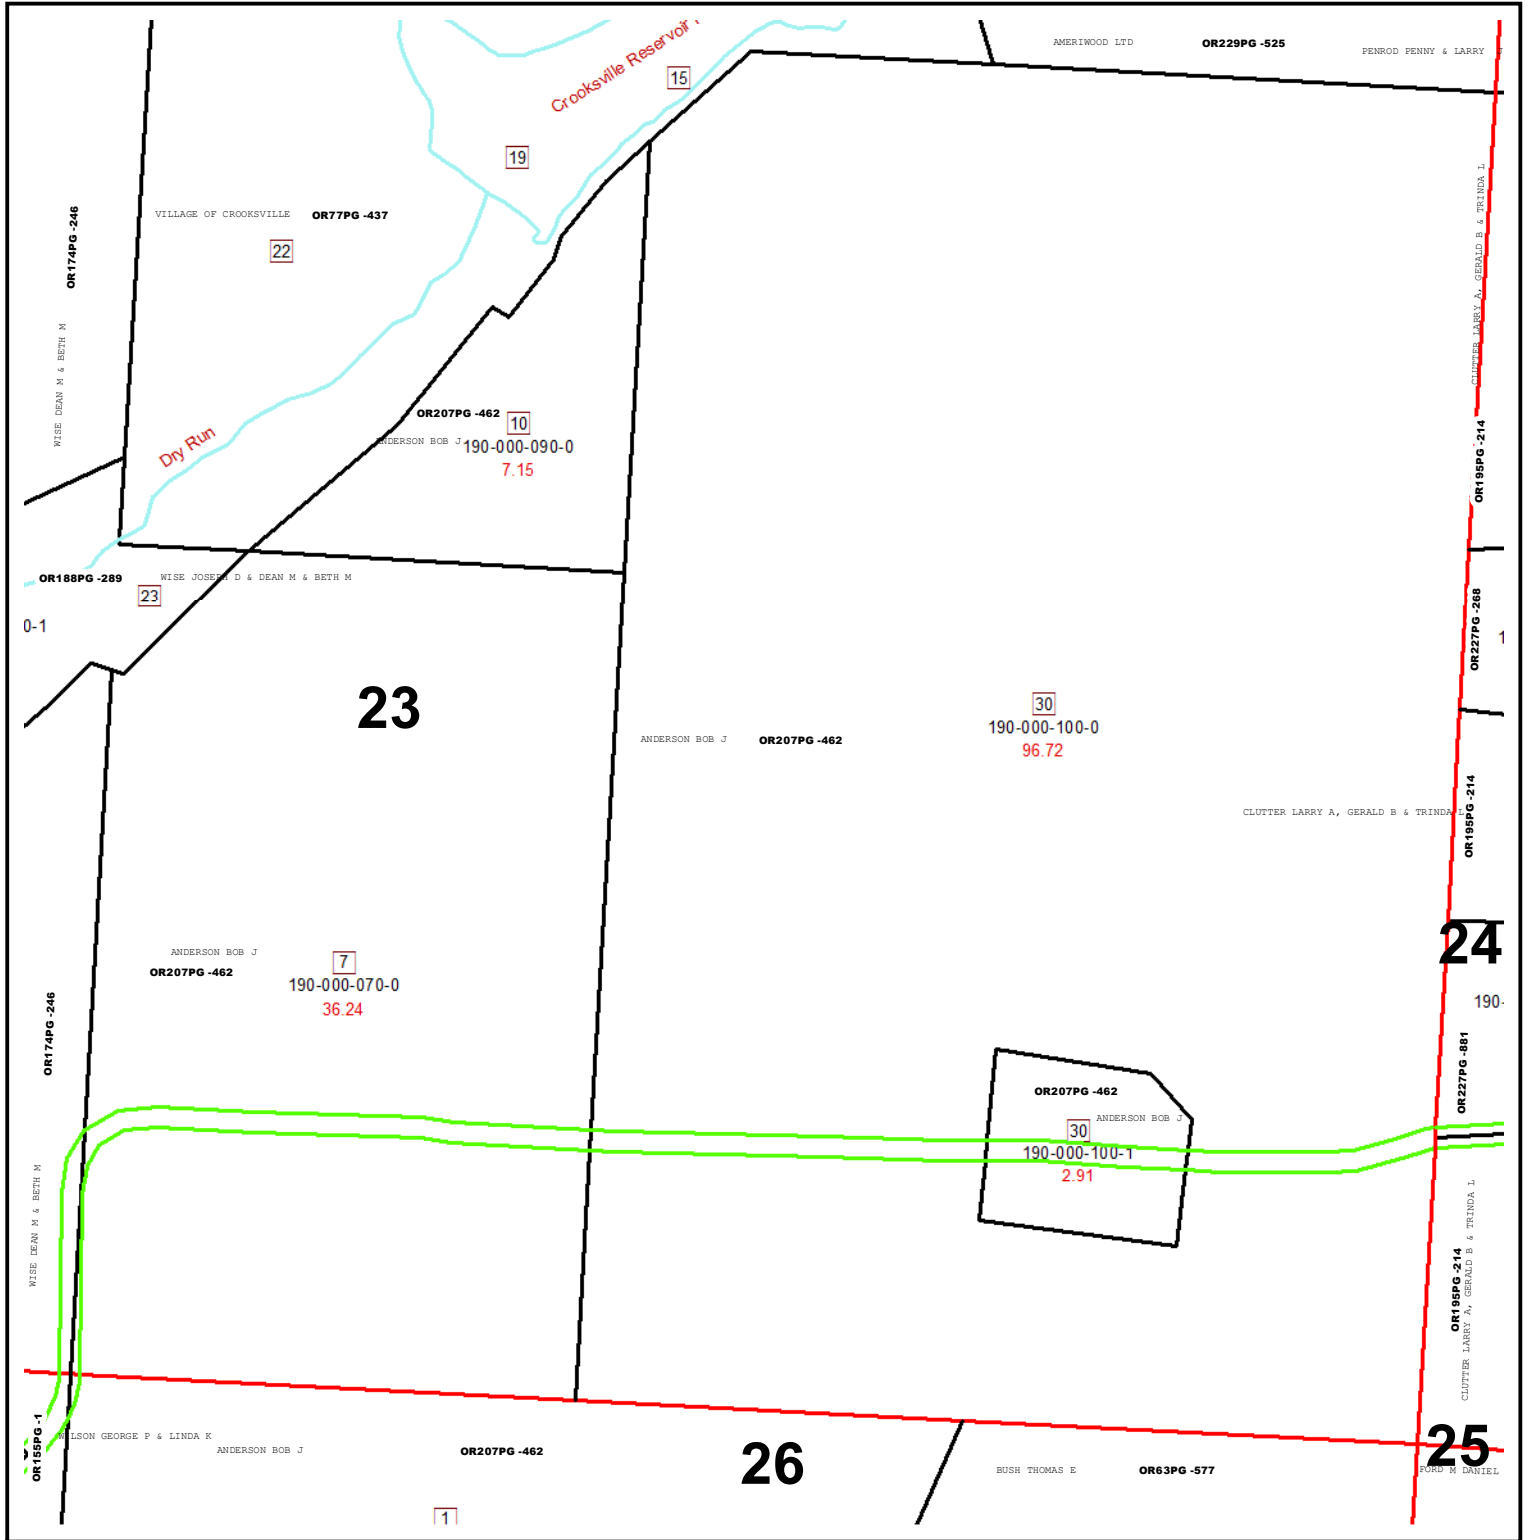 AMERIWOOD LTD
OR229PG -525
PENROD PENNY & LARRY J
Crooksville Reservoir
15
19
VILLAGE OF CROOKSVILLE
OR77PG -437
22
OR174PG -246
WISE DEAN M & BETH M
CLUTTER LARRY A, GERALD B & TRINDA L
OR195PG -214
Dry Run
OR207PG -462
10
ANDERSON BOB J
190-000-090-0
7.15
OR188PG -289
WISE JOSEPH D & DEAN M & BETH M
23
0-1
OR227PG -268
1
23
30
190-000-100-0
96.72
ANDERSON BOB J
OR207PG -462
CLUTTER LARRY A, GERALD B & TRINDA L
OR195PG -214
24
190-
ANDERSON BOB J
OR207PG -462
7
190-000-070-0
36.24
OR174PG -246
WISE DEAN M & BETH M
OR207PG -462
ANDERSON BOB J
30
190-000-100-1
2.91
OR227PG -881
OR195PG -214
CLUTTER LARRY A, GERALD B & TRINDA L
OR155PG -1
WILSON GEORGE P & LINDA K
ANDERSON BOB J
OR207PG -462
26
25
BUSH THOMAS E
OR63PG -577
FORD M DANIEL
1